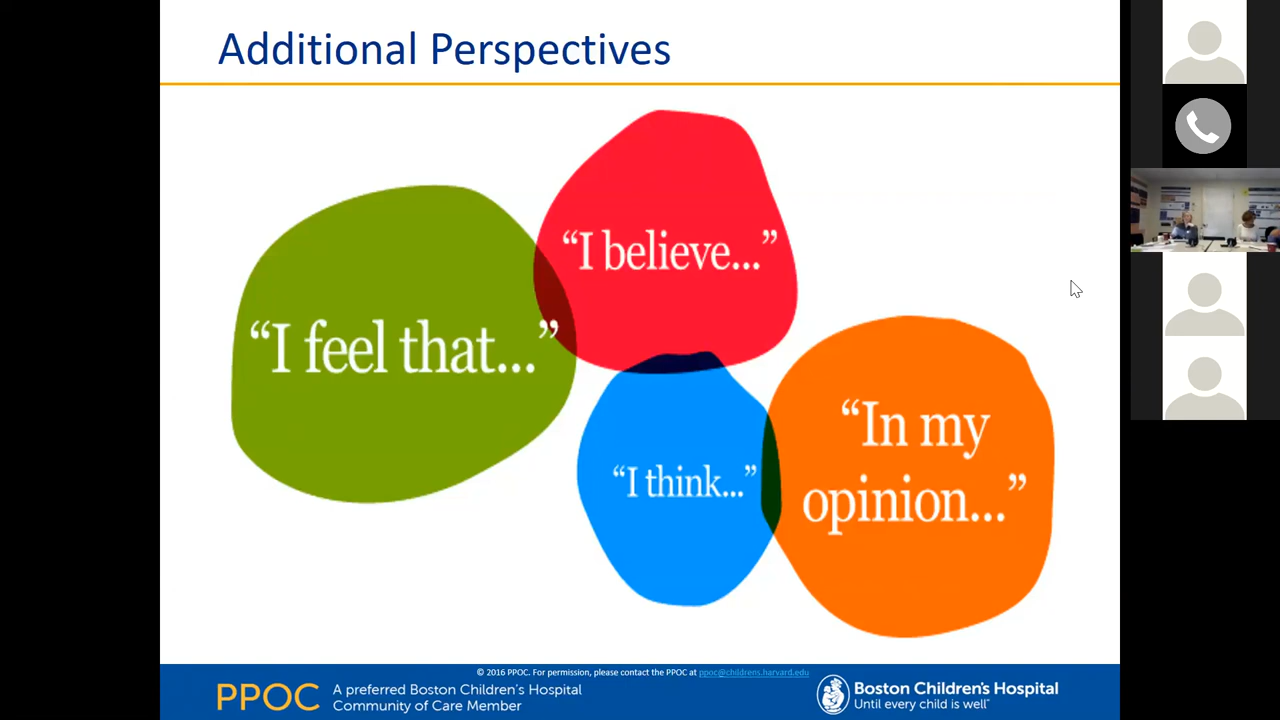 Additional Perspectives
“I believe...”
“I feel that...”
“In my
opinion...”
“I think...”
© 2016 PPOC. For permission, please contact the PPOC at ppoc@childrens.harvard.edu
PPOC
A preferred Boston Children's Hospital
Community of Care Member
Boston Children's Hospital
Until every child is well™